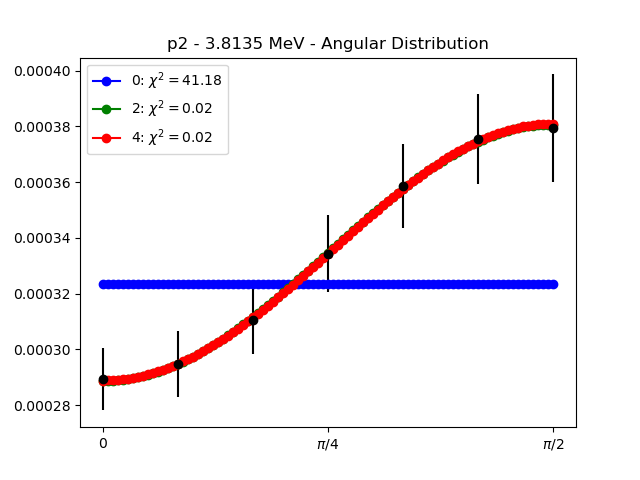 p2 - 3.8135 MeV - Angular Distribution
0.00040
0.00038
0.00036
0.00034
0.00032
0.00030
0.00028
0: χ² = 41.18
2: χ² = 0.02
4: χ² = 0.02
0
π/4
π/2